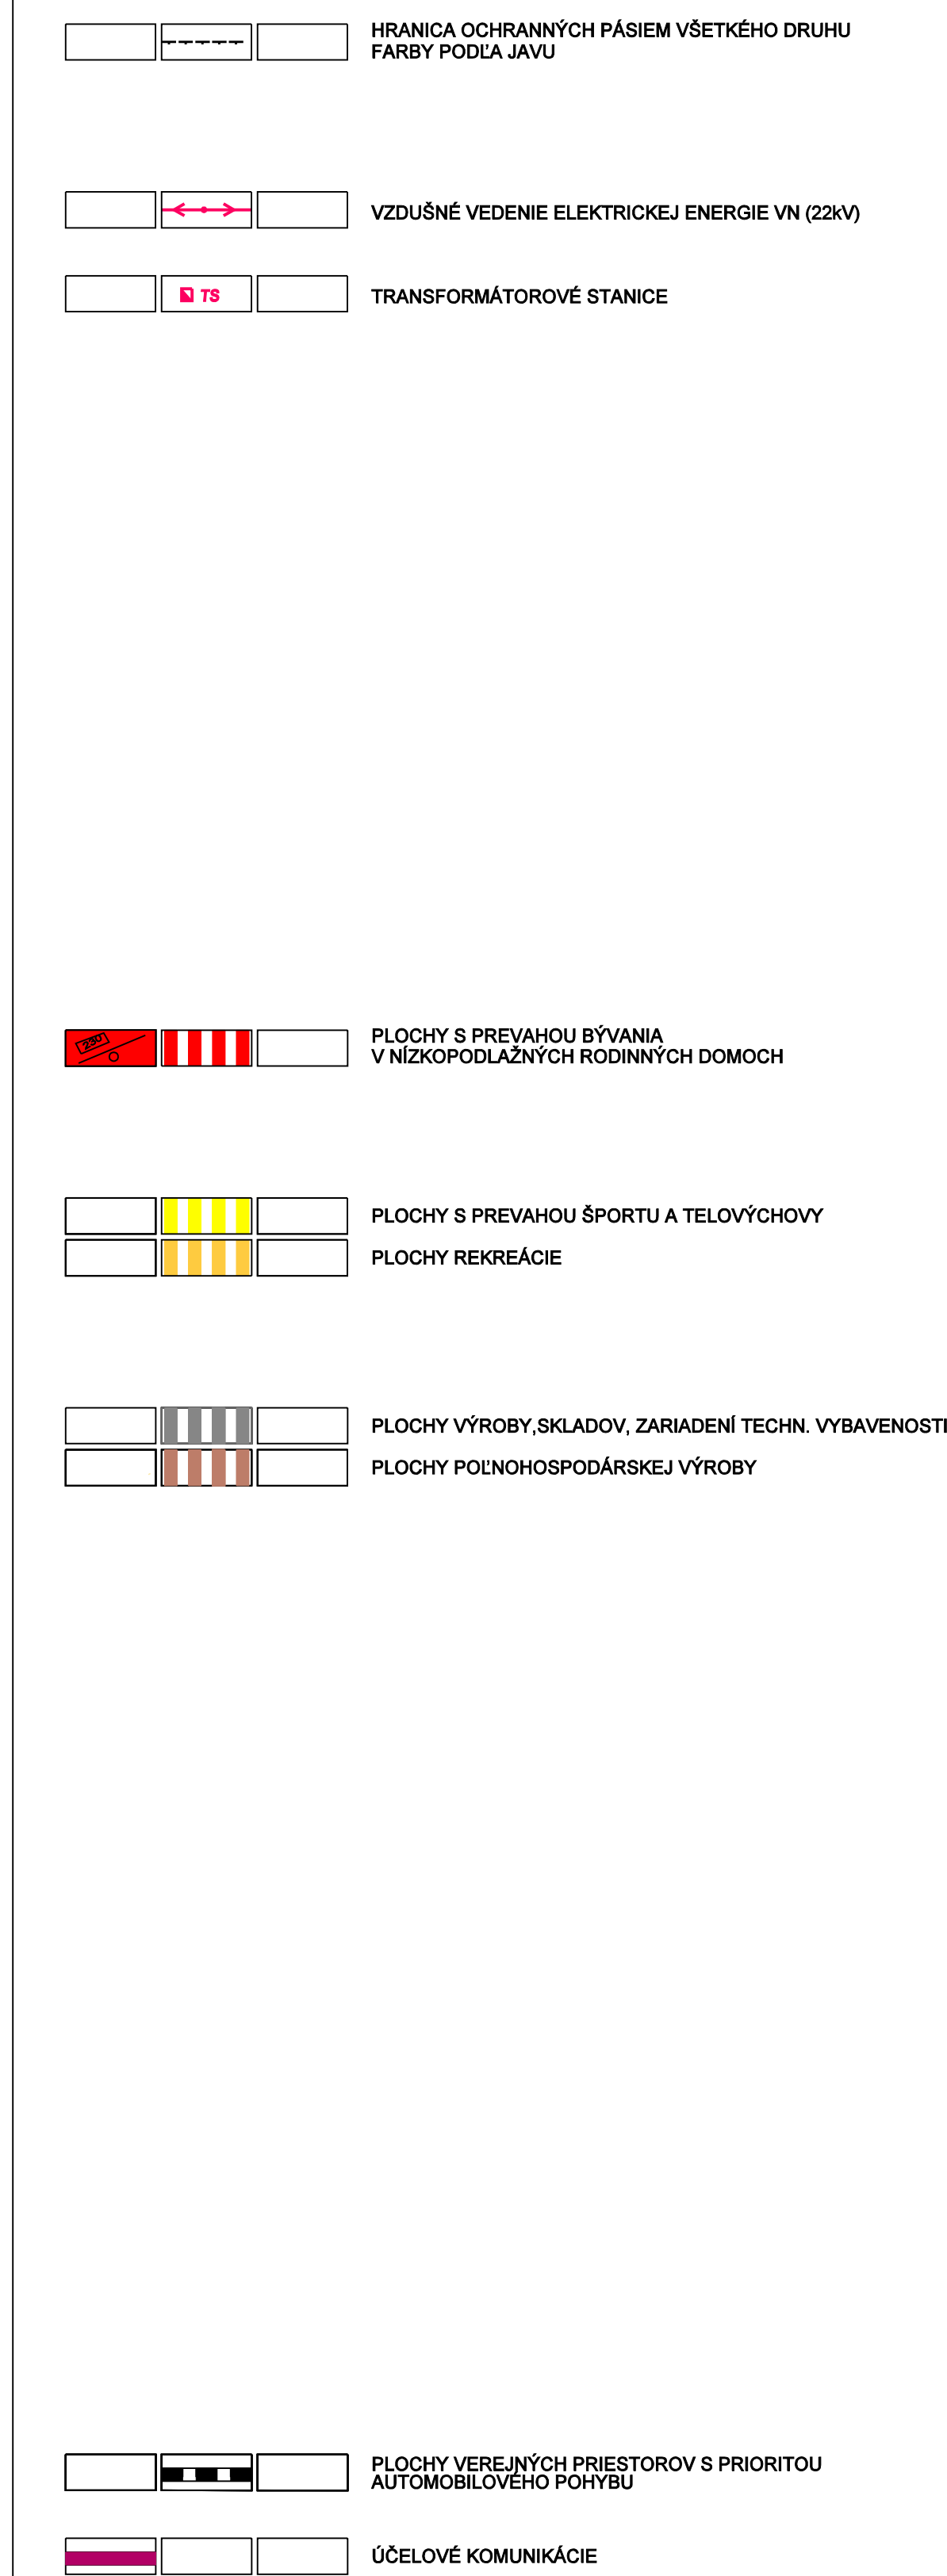 HRANICA OCHRANNÝCH PÁSIEM VŠETKÉHO DRUHU
FARBY PODĽA JAVU
VZDUŠNÉ VEDENIE ELEKTRICKEJ ENERGIE VN (22kV)
TS
TRANSFORMÁTOROVÉ STANICE
230
PLOCHY S PREVAHOU BÝVANIA
V NÍZKOPODLAŽNÝCH RODINNÝCH DOMOCH
PLOCHY S PREVAHOU ŠPORTU A TELOVÝCHOVY
PLOCHY REKREÁCIE
PLOCHY VÝROBY,SKLADOV, ZARIADENÍ TECHN. VYBAVENOSTI
PLOCHY POĽNOHOSPODÁRSKEJ VÝROBY
PLOCHY VEREJNÝCH PRIESTOROV S PRIORITOU
AUTOMOBILOVÉHO POHYBU
ÚČELOVÉ KOMUNIKÁCIE